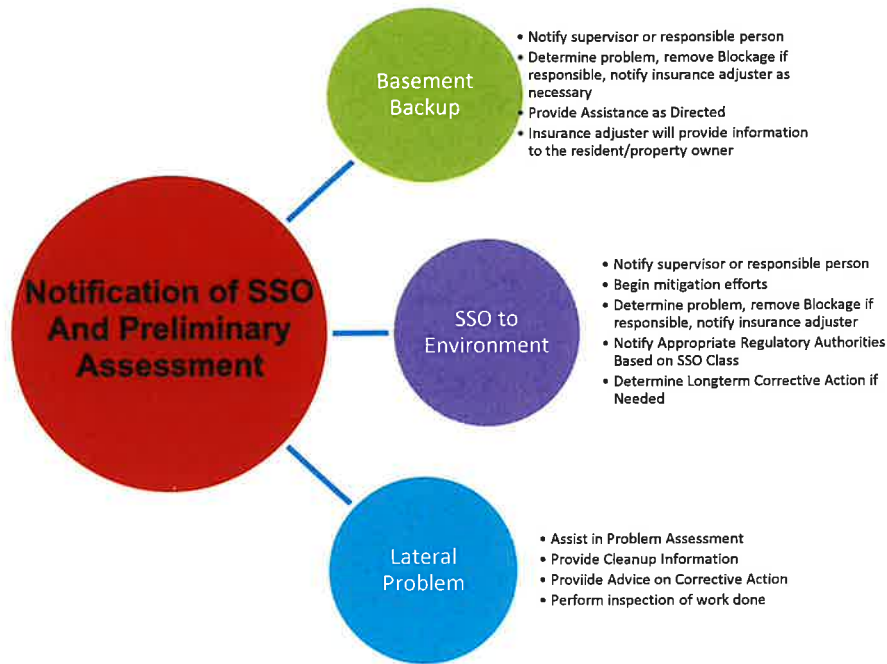 Notification of SSO
And Preliminary
Assessment
Basement
Backup
• Notify supervisor or responsible person
• Determine problem, remove Blockage if
responsible, notify insurance adjuster as
necessary
• Provide Assistance as Directed
• Insurance adjuster will provide information
to the resident/property owner
SSO to
Environment
• Notify supervisor or responsible person
• Begin mitigation efforts
• Determine problem, remove Blockage if
responsible, notify insurance adjuster
• Notify Appropriate Regulatory Authorities
Based on SSO Class
• Determine Longterm Corrective Action if
Needed
Lateral
Problem
• Assist in Problem Assessment
• Provide Cleanup Information
• Proviide Advice on Corrective Action
• Perform inspection of work done